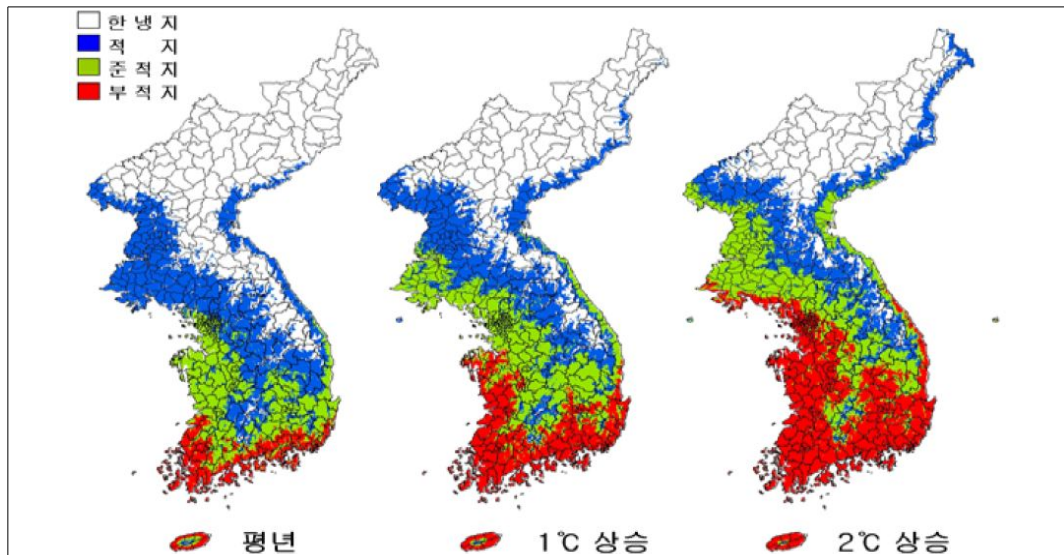 한 냉 지
적 지
준 적 지
부 적 지
평년
1℃ 상승
2℃ 상승